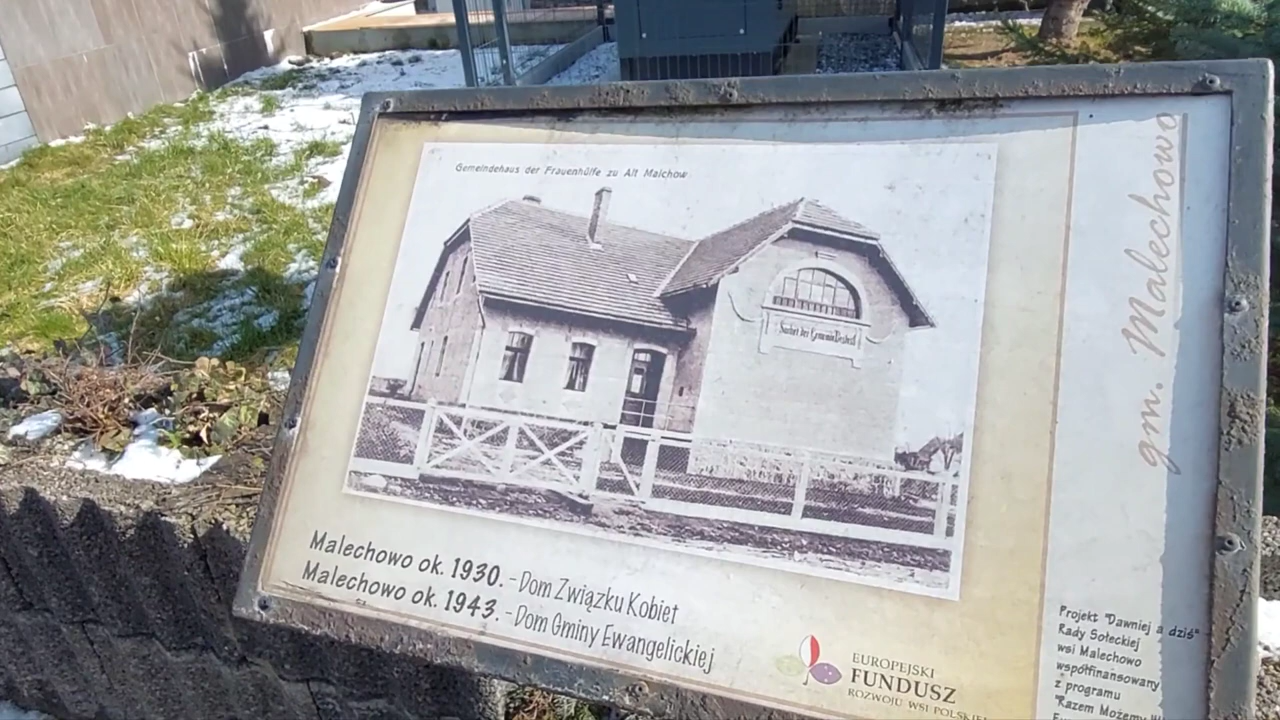 Gemeindehaus der Frauenhülfe zu Alt Malchow
Malechowo ok. 1930. - Dom Związku Kobiet
Malechowo ok. 1943. - Dom Gminy Ewangelickiej
EUROPEJSKI
FUNDUSZ
ROZWOJU WSI POLSKIEJ
gm. Malechowo
Projekt "Dawniej a dziś"
Rady Sołeckiej
wsi Malechowo
współfinansowany
z programu
"Razem Możemy